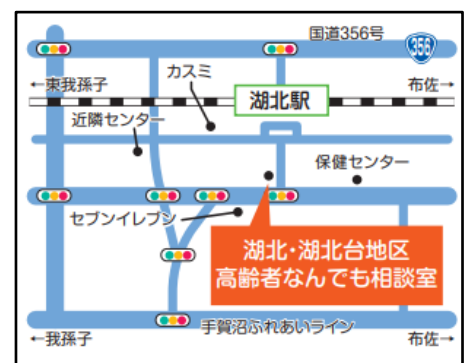 国道356号
356
カスミ
←東我孫子
布佐→
湖北駅
近隣センター
保健センター
セブンイレブン
湖北・湖北台地区
高齢者なんでも相談室
手賀沼ふれあいライン
←我孫子
布佐→